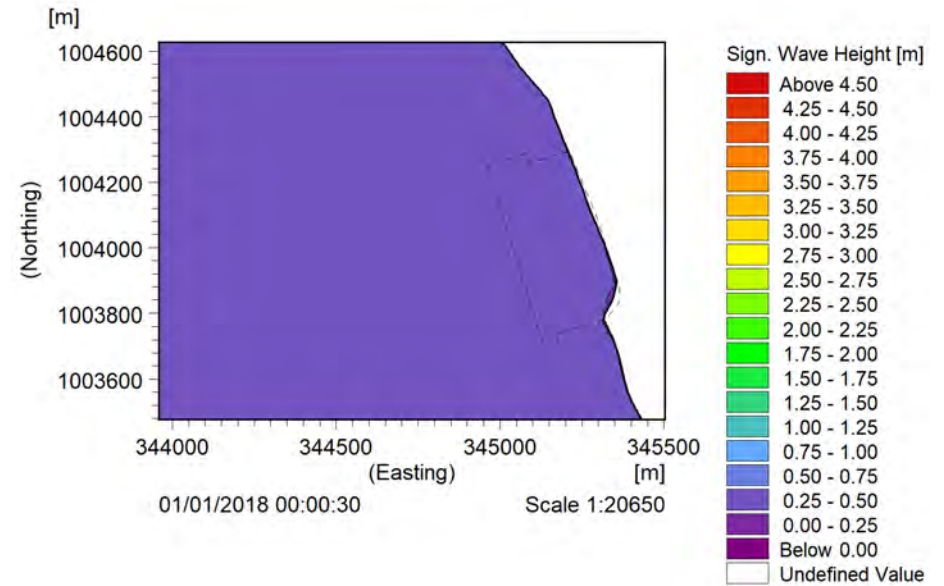 [m]
1004600
1004400
1004200
1004000
1003800
1003600
(Northing)
344000 344500 345000 345500
(Easting) [m]
01/01/2018 00:00:30 Scale 1:20650
Sign. Wave Height [m]
Above 4.50
4.25 - 4.50
4.00 - 4.25
3.75 - 4.00
3.50 - 3.75
3.25 - 3.50
3.00 - 3.25
2.75 - 3.00
2.50 - 2.75
2.25 - 2.50
2.00 - 2.25
1.75 - 2.00
1.50 - 1.75
1.25 - 1.50
1.00 - 1.25
0.75 - 1.00
0.50 - 0.75
0.25 - 0.50
0.00 - 0.25
Below 0.00
Undefined Value